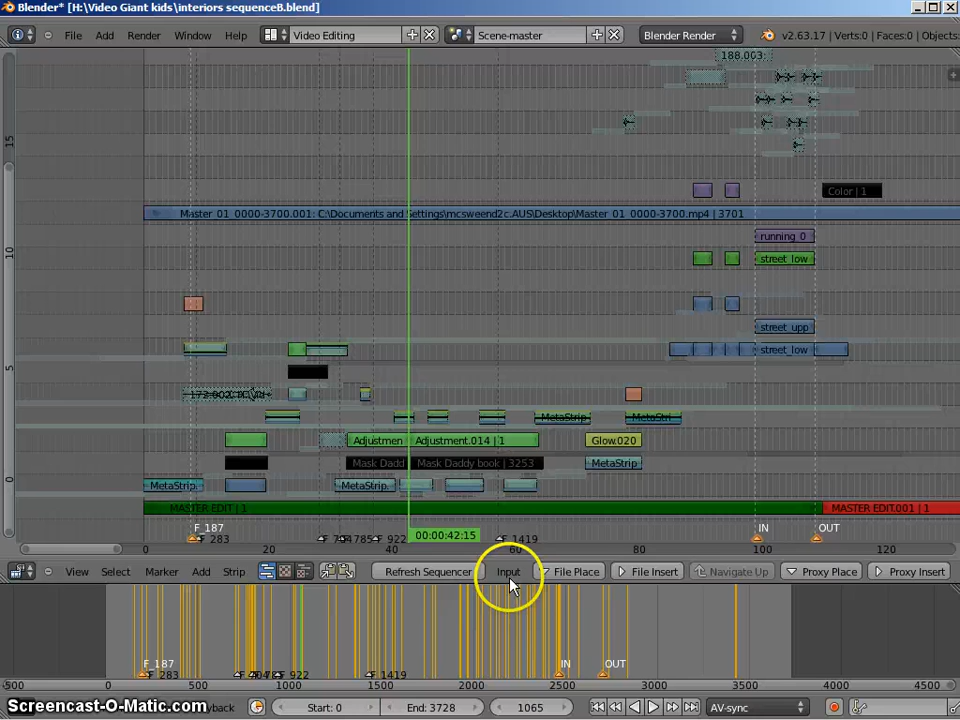 Blender* [H:\Video Giant kids\interiors sequenceB.blend]
File Add Render Window Help Video Editing Scene-master Blender Render v2.63.17 | Verts:0 | Faces:0 | Objects:
188.003:
15
Color | 1
Master_01_0000-3700.001: C:\Documents and Settings\mcsweend2c.AUS\Desktop\Master_01_0000-3700.mp4 | 3701
running_0
10
street_low
street_upp
street_low
5
MetaStrip MetaStri
Adjustmen Adjustment.014 | 1 Glow.020
Mask Dadd Mask Daddy book | 3253 MetaStrip
0
MetaStrip. MetaStrip.
MASTER EDIT | 1 MASTER EDIT.001 | 1
F_187 IN OUT
F_283 F_922 00:00:42:15 F_1419
0 20 40 60 80 100 120
View Select Marker Add Strip Refresh Sequencer Input File Place File Insert Navigate Up Proxy Place Proxy Insert
F_187 IN OUT
F_283 F_922 F_1419
-500 0 500 1000 1500 2000 2500 3000 3500 4000 4500
Screencast-O-Matic.com yback Start: 0 End: 3728 1065 AV-sync